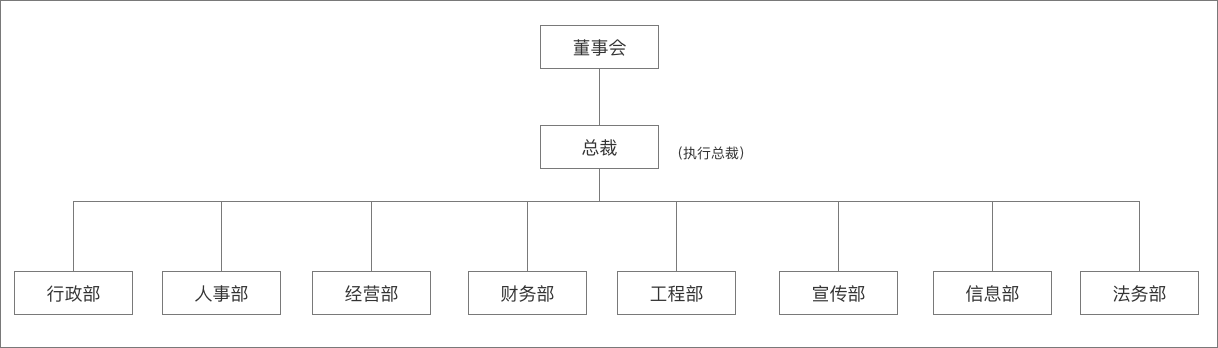 董事会
总裁
(执行总裁)
行政部
人事部
经营部
财务部
工程部
宣传部
信息部
法务部